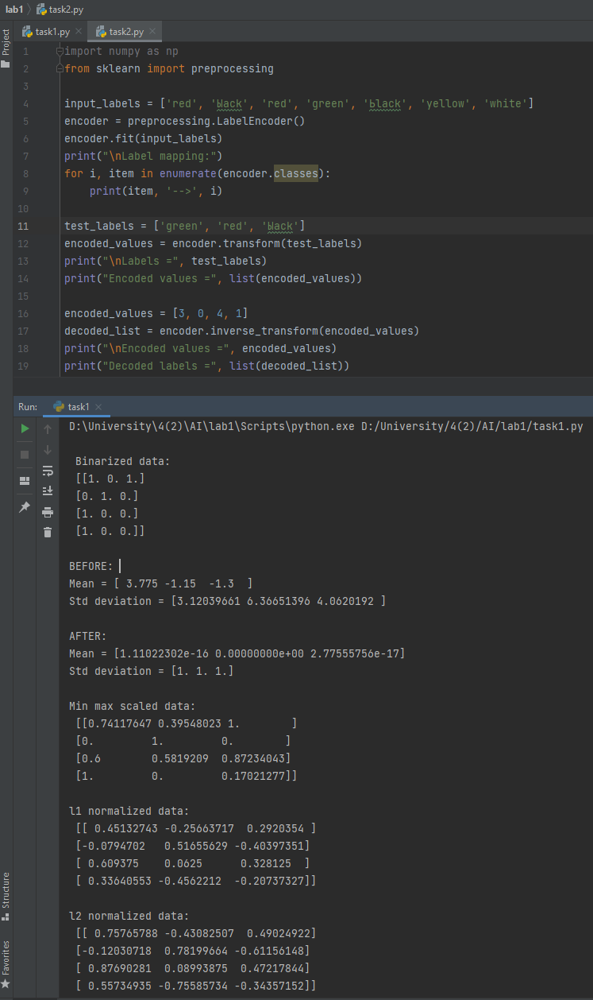 lab1 task2.py
task1.py task2.py
Project
1 import numpy as np
2 from sklearn import preprocessing
3
4 input_labels = ['red', 'Ыack', 'red', 'green', 'Ьlack', 'yellow', 'white']
5 encoder = preprocessing.LabelEncoder()
6 encoder.fit(input_labels)
7 print("\nLabel mapping:")
8 for i, item in enumerate(encoder.classes):
9     print(item, '-->', i)
10
11 test_labels = ['green', 'red', 'Ыack']
12 encoded_values = encoder.transform(test_labels)
13 print("\nLabels =", test_labels)
14 print("Encoded values =", list(encoded_values))
15
16 encoded_values = [3, 0, 4, 1]
17 decoded_list = encoder.inverse_transform(encoded_values)
18 print("\nEncoded values =", encoded_values)
19 print("Decoded labels =", list(decoded_list))
Run: task1
D:\University\4(2)\AI\lab1\Scripts\python.exe D:/University/4(2)/AI/lab1/task1.py
Binarized data:
[[1. 0. 1.]
[0. 1. 0.]
[1. 0. 0.]
[1. 0. 0.]]
BEFORE:
Mean = [ 3.775 -1.15  -1.3  ]
Std deviation = [3.12039661 6.36651396 4.0620192 ]
AFTER:
Mean = [1.11022302e-16 0.00000000e+00 2.77555756e-17]
Std deviation = [1. 1. 1.]
Min max scaled data:
[[0.74117647 0.39548023 1.        ]
[0.         1.         0.        ]
[0.6        0.5819209  0.87234043]
[1.         0.         0.17021277]]
l1 normalized data:
[[ 0.45132743 -0.25663717  0.2920354 ]
[-0.0794702   0.51655629 -0.40397351]
[ 0.609375    0.0625      0.328125  ]
[ 0.33640553 -0.4562212  -0.20737327]]
l2 normalized data:
[[ 0.75765788 -0.43082507  0.49024922]
[-0.12030718  0.78199664 -0.61156148]
[ 0.87690281  0.08993875  0.47217844]
[ 0.55734935 -0.75585734 -0.34357152]]
Structure
Favorites